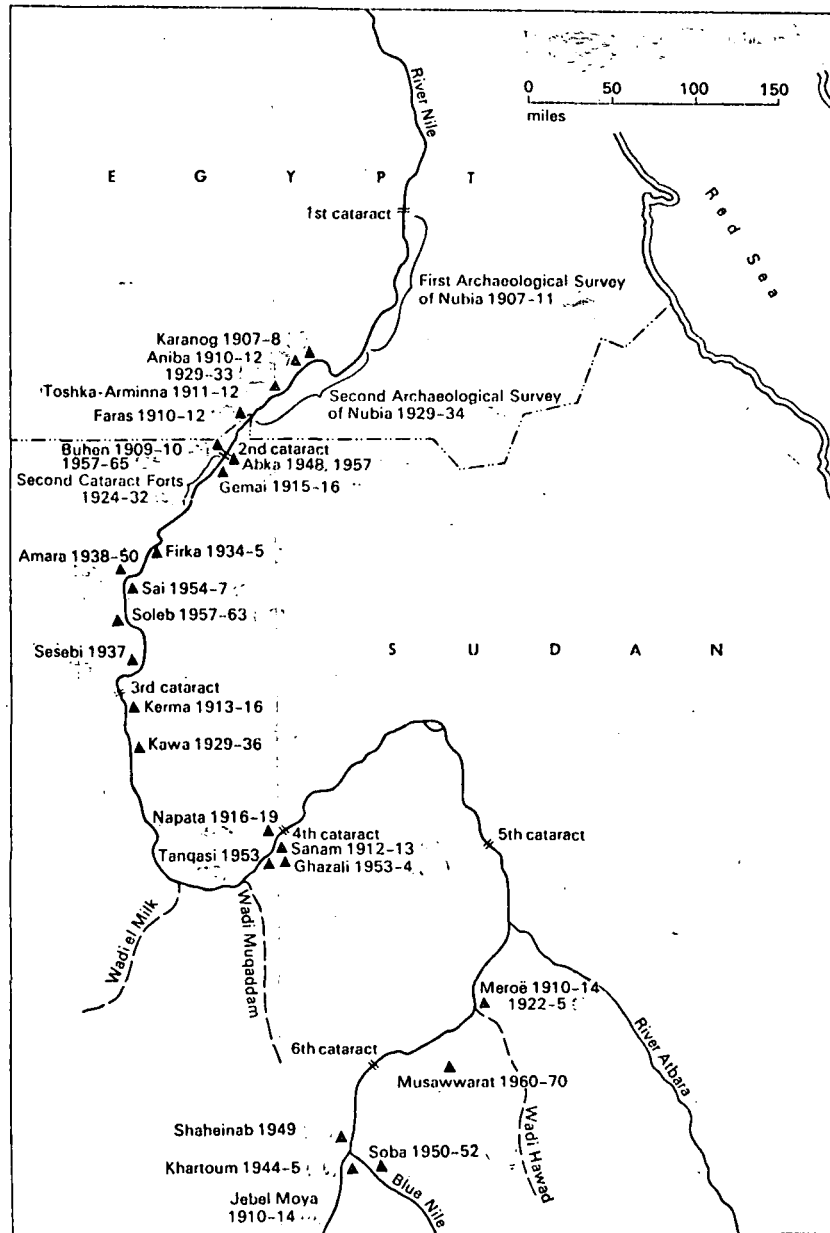 River Nile
0 50 100 150
miles
E G Y P T
Red Sea
1st cataract
First Archaeological Survey
of Nubia 1907-11
Karanog 1907-8
Aniba 1910-12
1929-33
Toshka-Arminna 1911-12
Second Archaeological Survey
of Nubia 1929-34
Faras 1910-12
Buhen 1909-10
1957-65
2nd cataract
Abka 1948, 1957
Second Cataract Forts
1924-32
Gemai 1915-16
Amara 1938-50
Firka 1934-5
Sai 1954-7
Soleb 1957-63
Sesebi 1937
S U D A N
3rd cataract
Kerma 1913-16
Kawa 1929-36
Napata 1916-19
4th cataract
5th cataract
Sanam 1912-13
Tanqasi 1953
Ghazali 1953-4
Wadi el Milk
Wadi Muqaddam
Meroë 1910-14
1922-5
River Atbara
6th cataract
Musawwarat 1960-70
Wadi Hawad
Shaheinab 1949
Soba 1950-52
Khartoum 1944-5
Blue Nile
Jebel Moya
1910-14